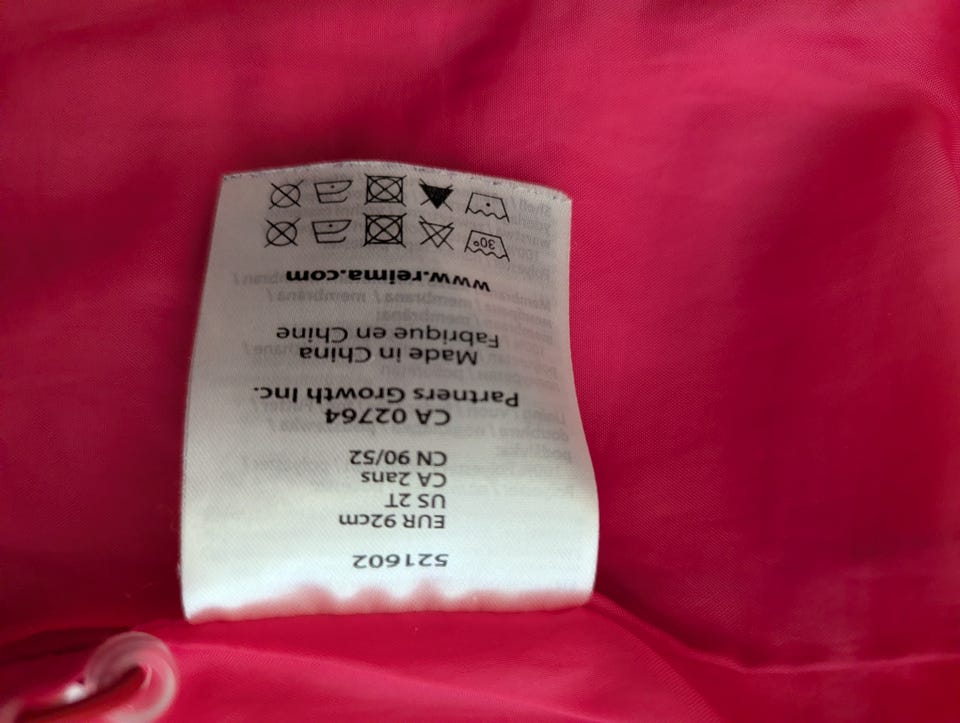 521602
EUR 92cm
US 2T
CA 2ans
CN 90/52
CA 02764
Partners Growth Inc.
Made in China
Fabrique en Chine
www.reima.com
30°